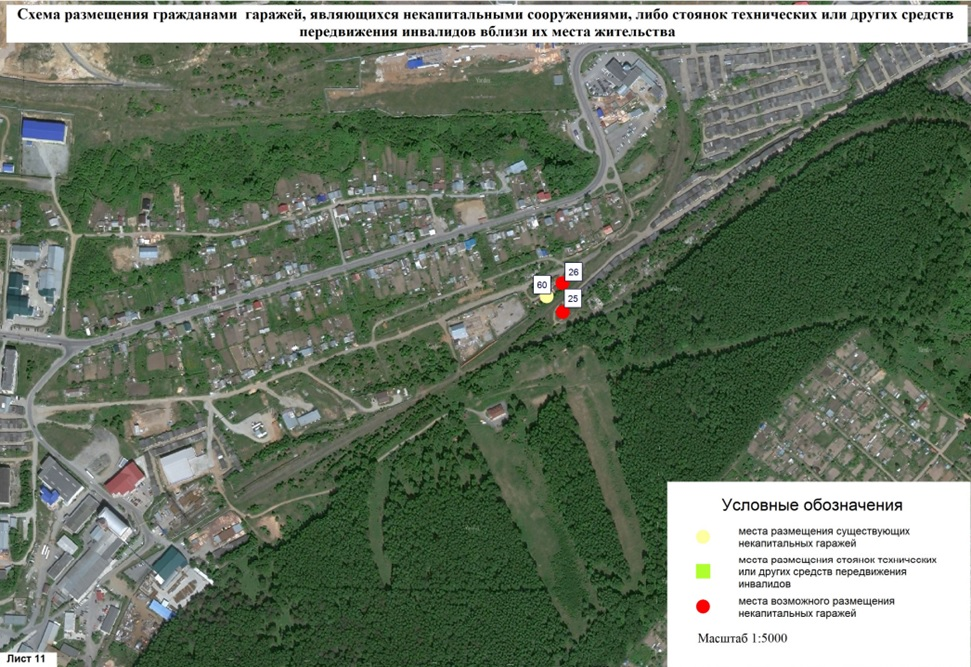 Схема размещения гражданами гаражей, являющихся некапитальными сооружениями, либо стоянок технических или других средств
передвижения инвалидов вблизи их места жительства
26
60
25
Условные обозначения
места размещения существующих
некапитальных гаражей
места размещения стоянок технических
или других средств передвижения
инвалидов
места возможного размещения
некапитальных гаражей
Масштаб 1:5000
Лист 11